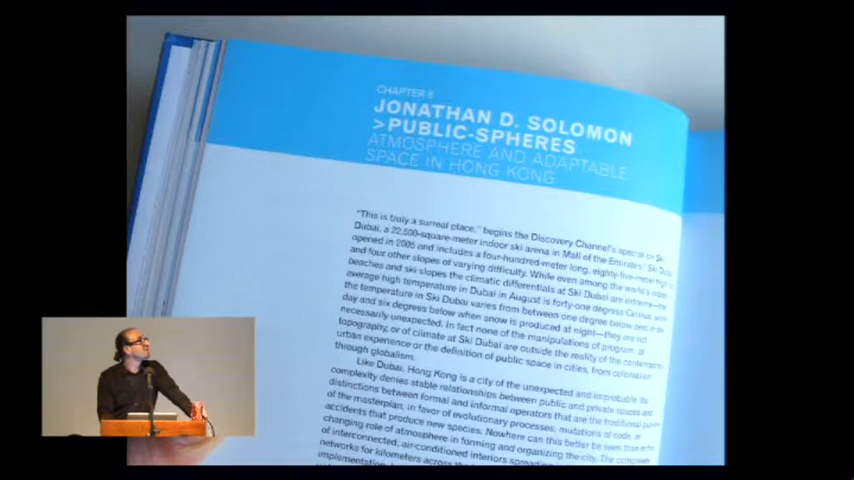 CHAPTER 8
JONATHAN D. SOLOMON
>PUBLIC-SPHERES
ATMOSPHERE AND ADAPTABLE
SPACE IN HONG KONG
"This is truly a surreal place," begins the Discovery Channel's special on Ski
Dubai, a 22,500-square-meter indoor ski arena in Mall of the Emirates. Ski Dubai
opened in 2005 and includes a four-hundred-meter long, eighty-five-meter high
and four other slopes of varying difficulty. While even among the world's
beaches and ski slopes the climatic differentials at Ski Dubai are extreme—the
average high temperature in Dubai in August is forty-one degrees Celsius, while
the temperature in Ski Dubai varies from between one degree below zero in the
day and six degrees below when snow is produced at night—they are not
necessarily unexpected. In fact none of the manipulations of program, of
topography, or of climate at Ski Dubai are outside the reality of the contemporary
urban experience or the definition of public space in cities, from colonialism
through globalism.
Like Dubai, Hong Kong is a city of the unexpected and improbable. Its
complexity denies stable relationships between public and private spaces and
distinctions between formal and informal operators that are the traditional
of the masterplan, in favor of evolutionary processes; mutations of code, or
accidents that produce new species. Nowhere can this better be seen than in the
changing role of atmosphere in forming and organizing the city. The
of interconnected, air-conditioned interiors spreading
networks for kilometers across the
implementation